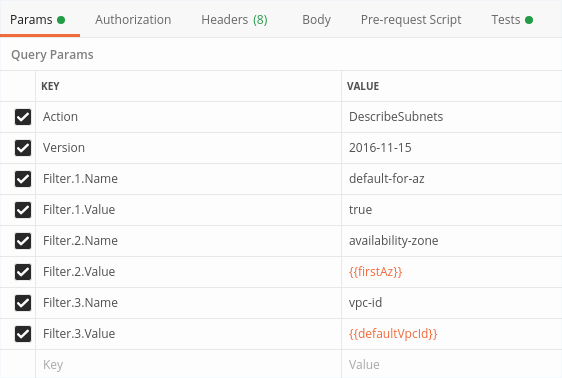 Params Authorization Headers (8) Body Pre-request Script Tests
Query Params
KEY VALUE
Action DescribeSubnets
Version 2016-11-15
Filter.1.Name default-for-az
Filter.1.Value true
Filter.2.Name availability-zone
Filter.2.Value {{firstAz}}
Filter.3.Name vpc-id
Filter.3.Value {{defaultVpcId}}
Key Value